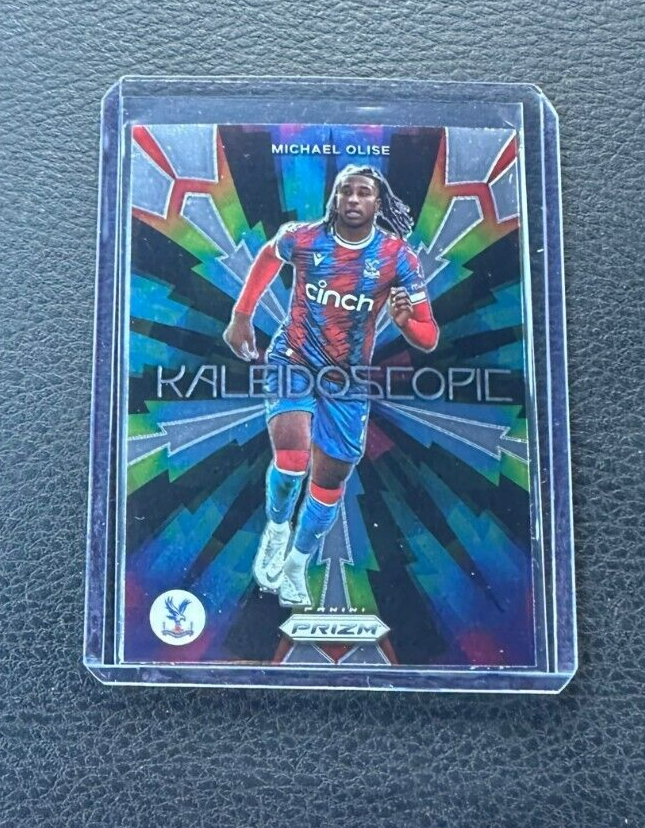 MICHAEL OLISE
cinch
KALEIDOSCOPIC
PANINI
PRIZM